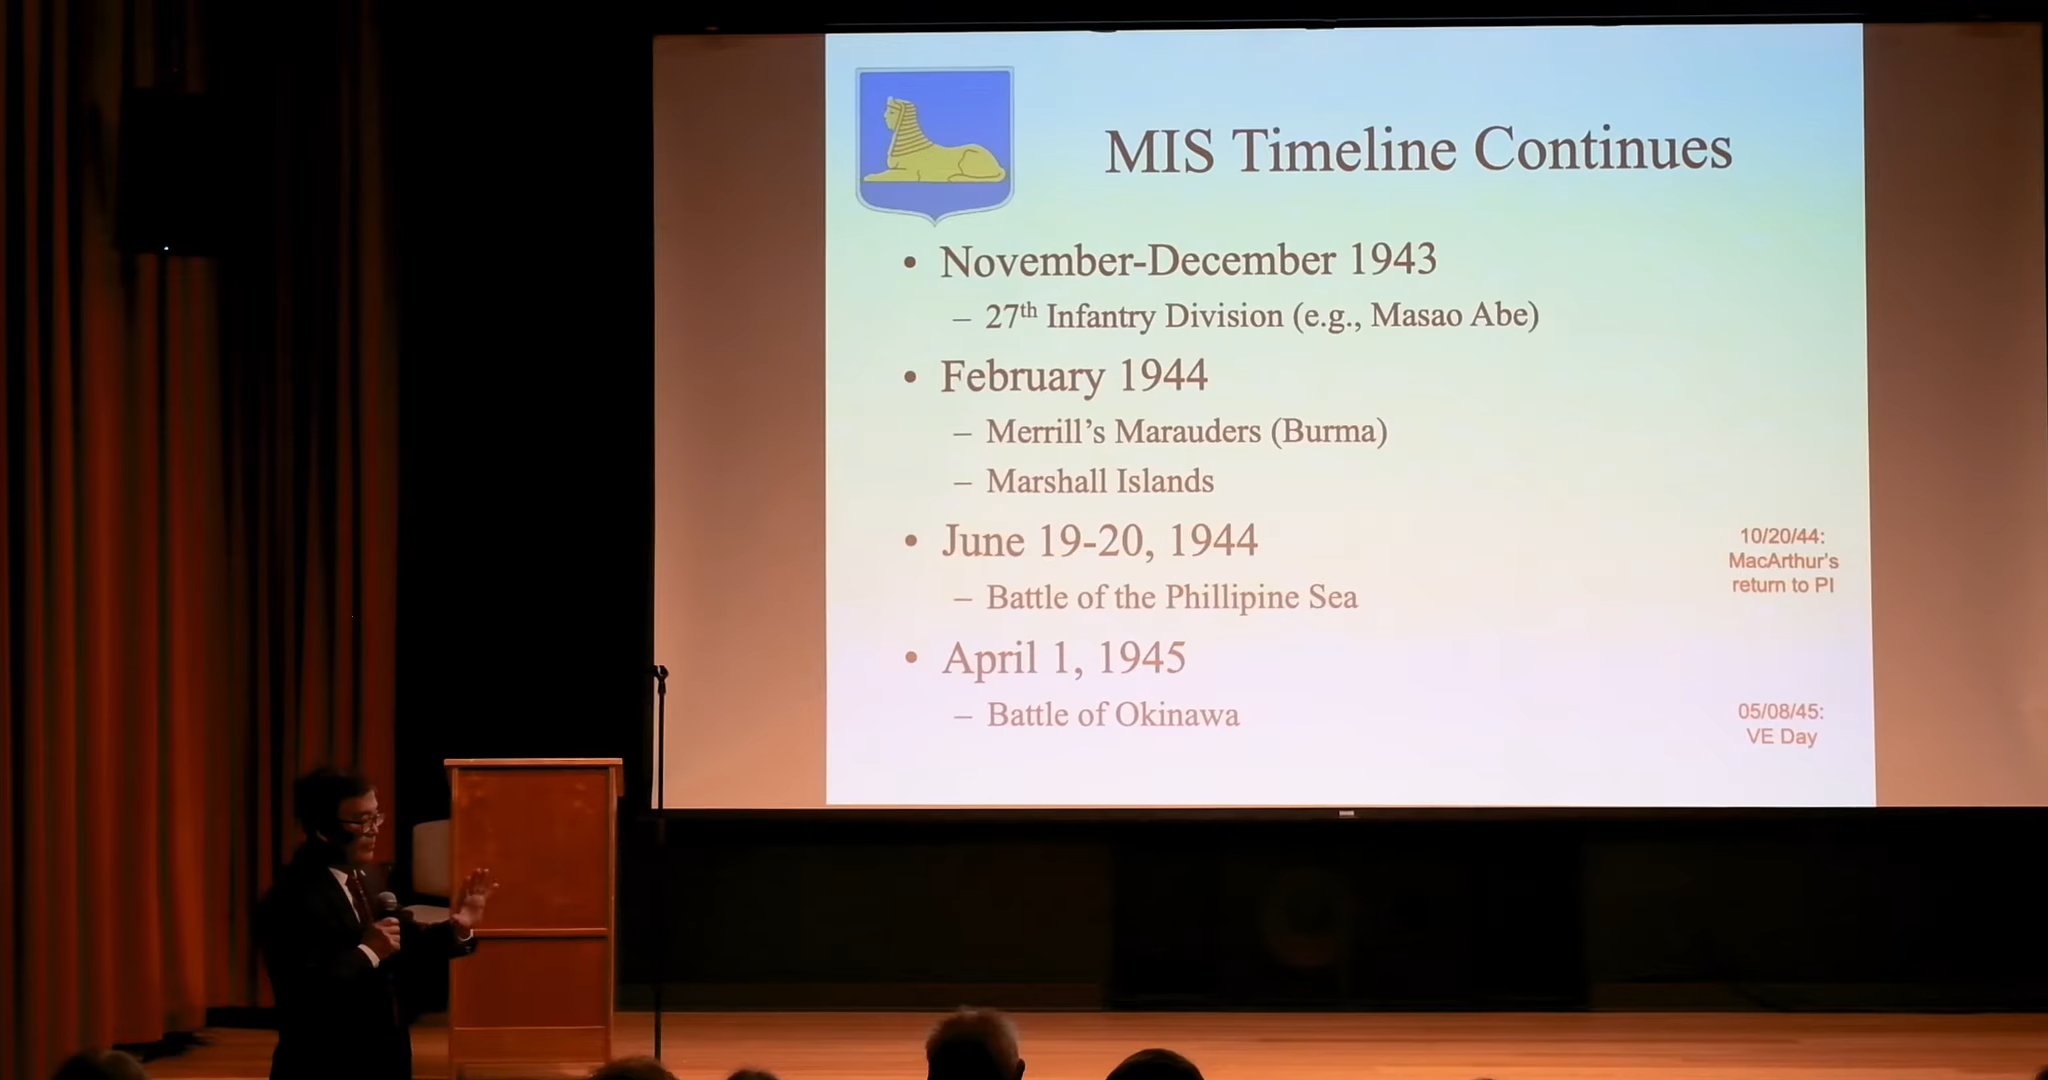 MIS Timeline Continues
• November-December 1943
– 27th Infantry Division (e.g., Masao Abe)
• February 1944
– Merrill's Marauders (Burma)
– Marshall Islands
• June 19-20, 1944
– Battle of the Phillipine Sea
10/20/44:
MacArthur's
return to PI
• April 1, 1945
– Battle of Okinawa
05/08/45:
VE Day